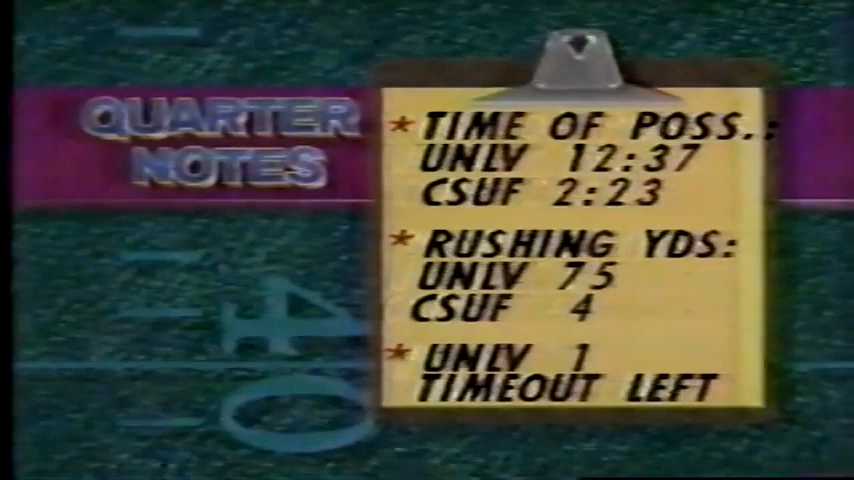 QUARTER
NOTES
* TIME OF POSS.:
UNLV 12:37
CSUF 2:23
* RUSHING YDS:
UNLV 75
CSUF 4
* UNLV 1
TIMEOUT LEFT
40